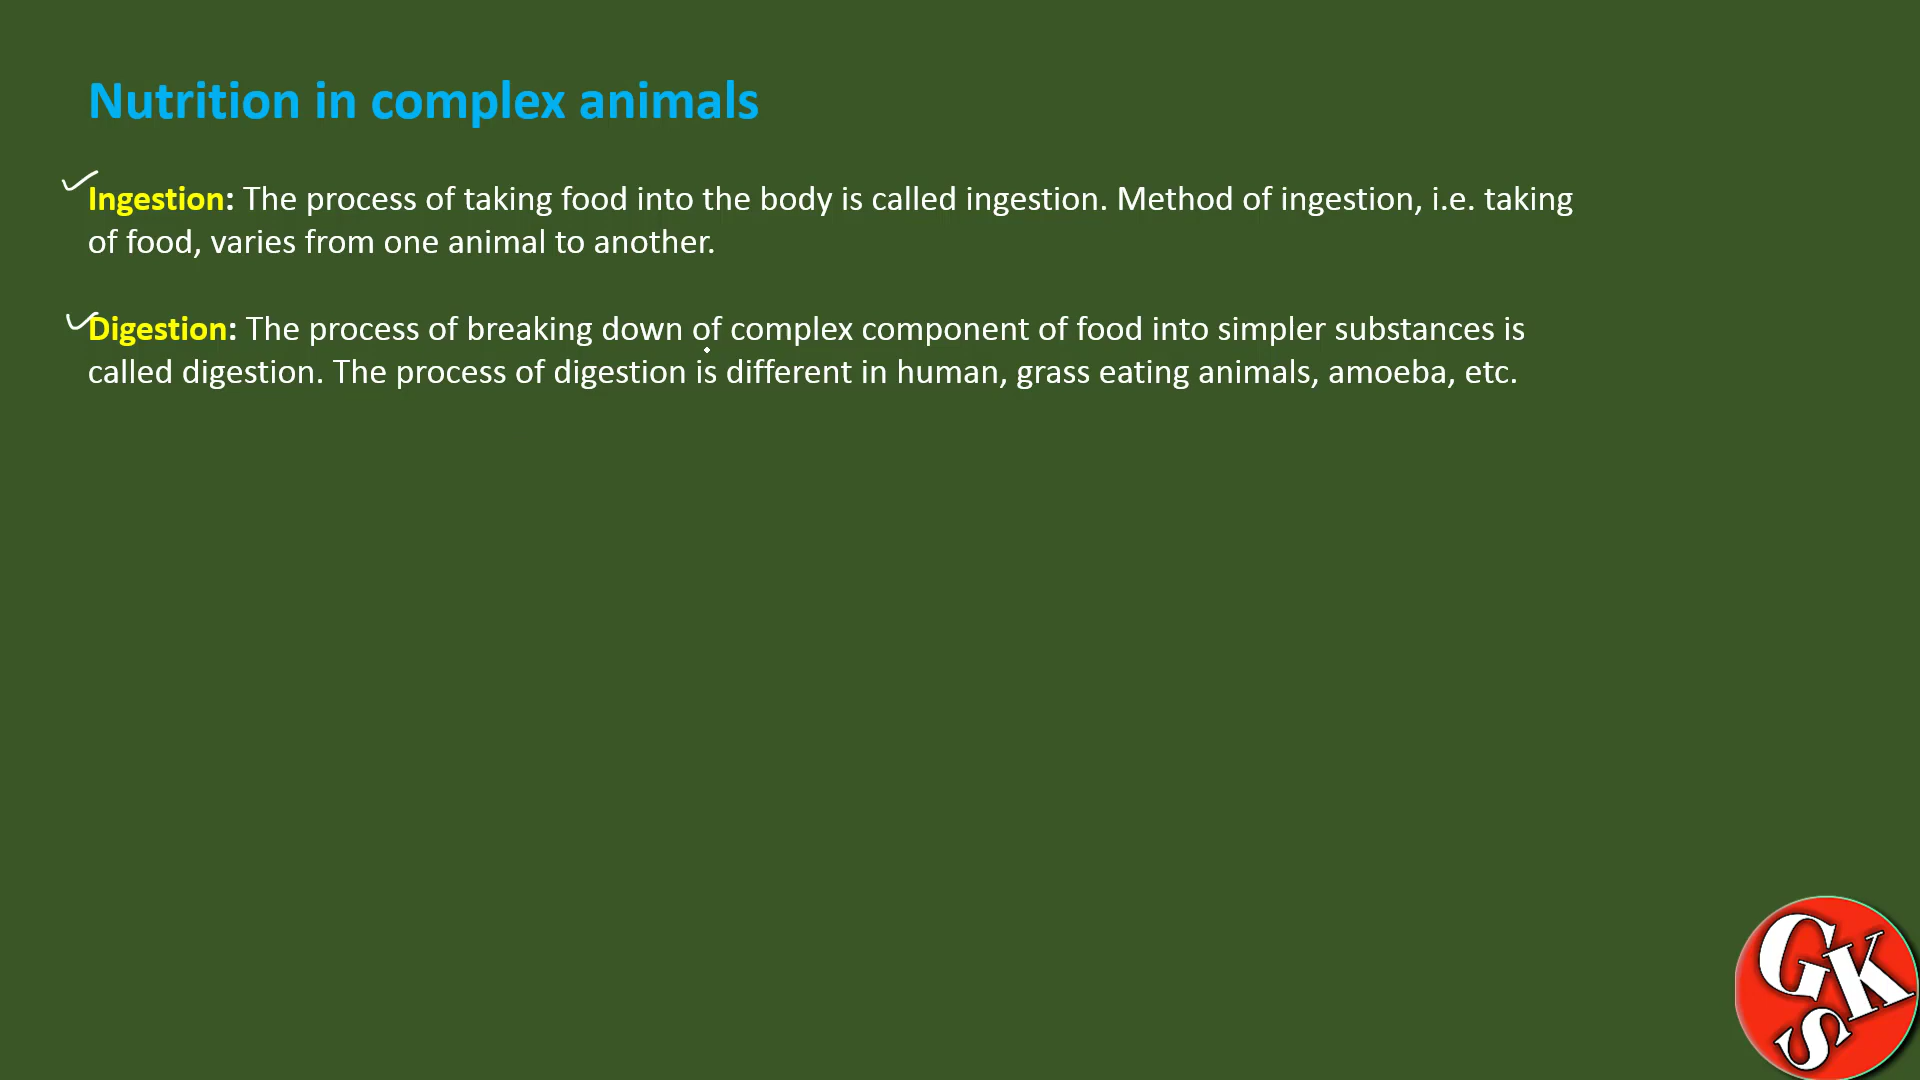 Nutrition in complex animals
Ingestion: The process of taking food into the body is called ingestion. Method of ingestion, i.e. taking
of food, varies from one animal to another.
Digestion: The process of breaking down of complex component of food into simpler substances is
called digestion. The process of digestion is different in human, grass eating animals, amoeba, etc.
GKS